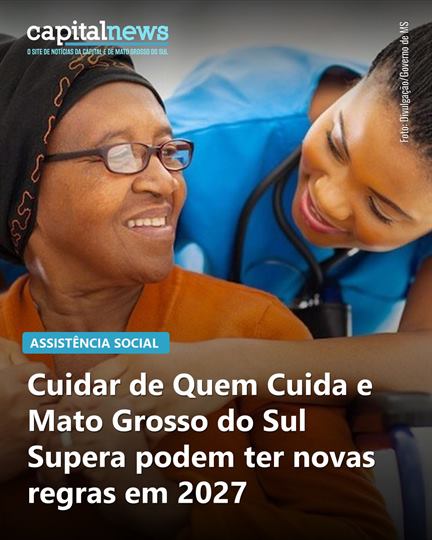 capitalnews
O SITE DE NOTÍCIAS DA CAPITAL E DE MATO GROSSO DO SUL
Foto: Divulgação/Governo de MS
ASSISTÊNCIA SOCIAL
Cuidar de Quem Cuida e
Mato Grosso do Sul
Supera podem ter novas
regras em 2027